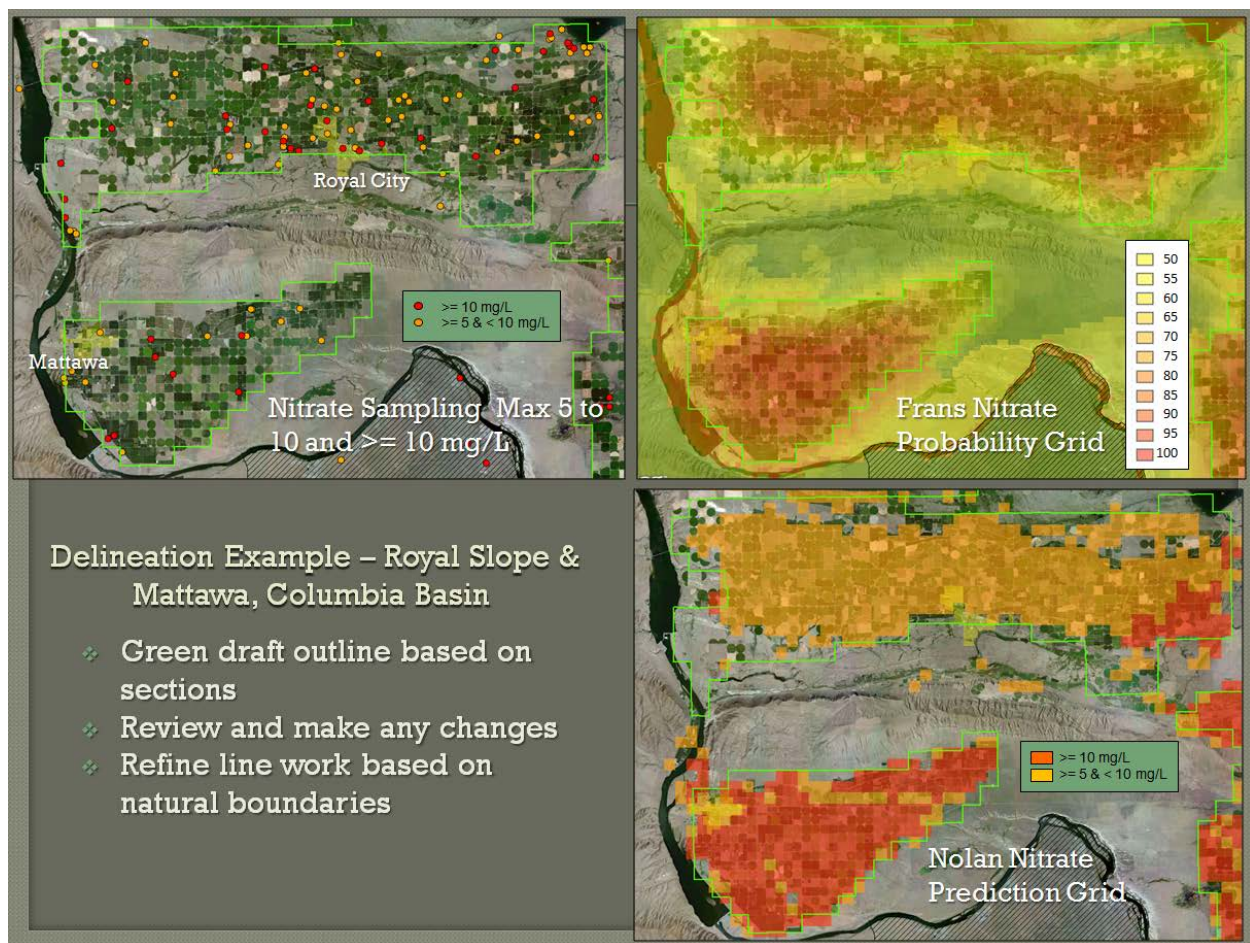 Royal City
>= 10 mg/L
>= 5 & < 10 mg/L
Mattawa
Nitrate Sampling Max 5 to
10 and >= 10 mg/L
50
55
60
65
70
75
80
85
90
95
100
Frans Nitrate
Probability Grid
Delineation Example – Royal Slope &
Mattawa, Columbia Basin
Green draft outline based on
sections
Review and make any changes
Refine line work based on
natural boundaries
>= 10 mg/L
>= 5 & < 10 mg/L
Nolan Nitrate
Prediction Grid